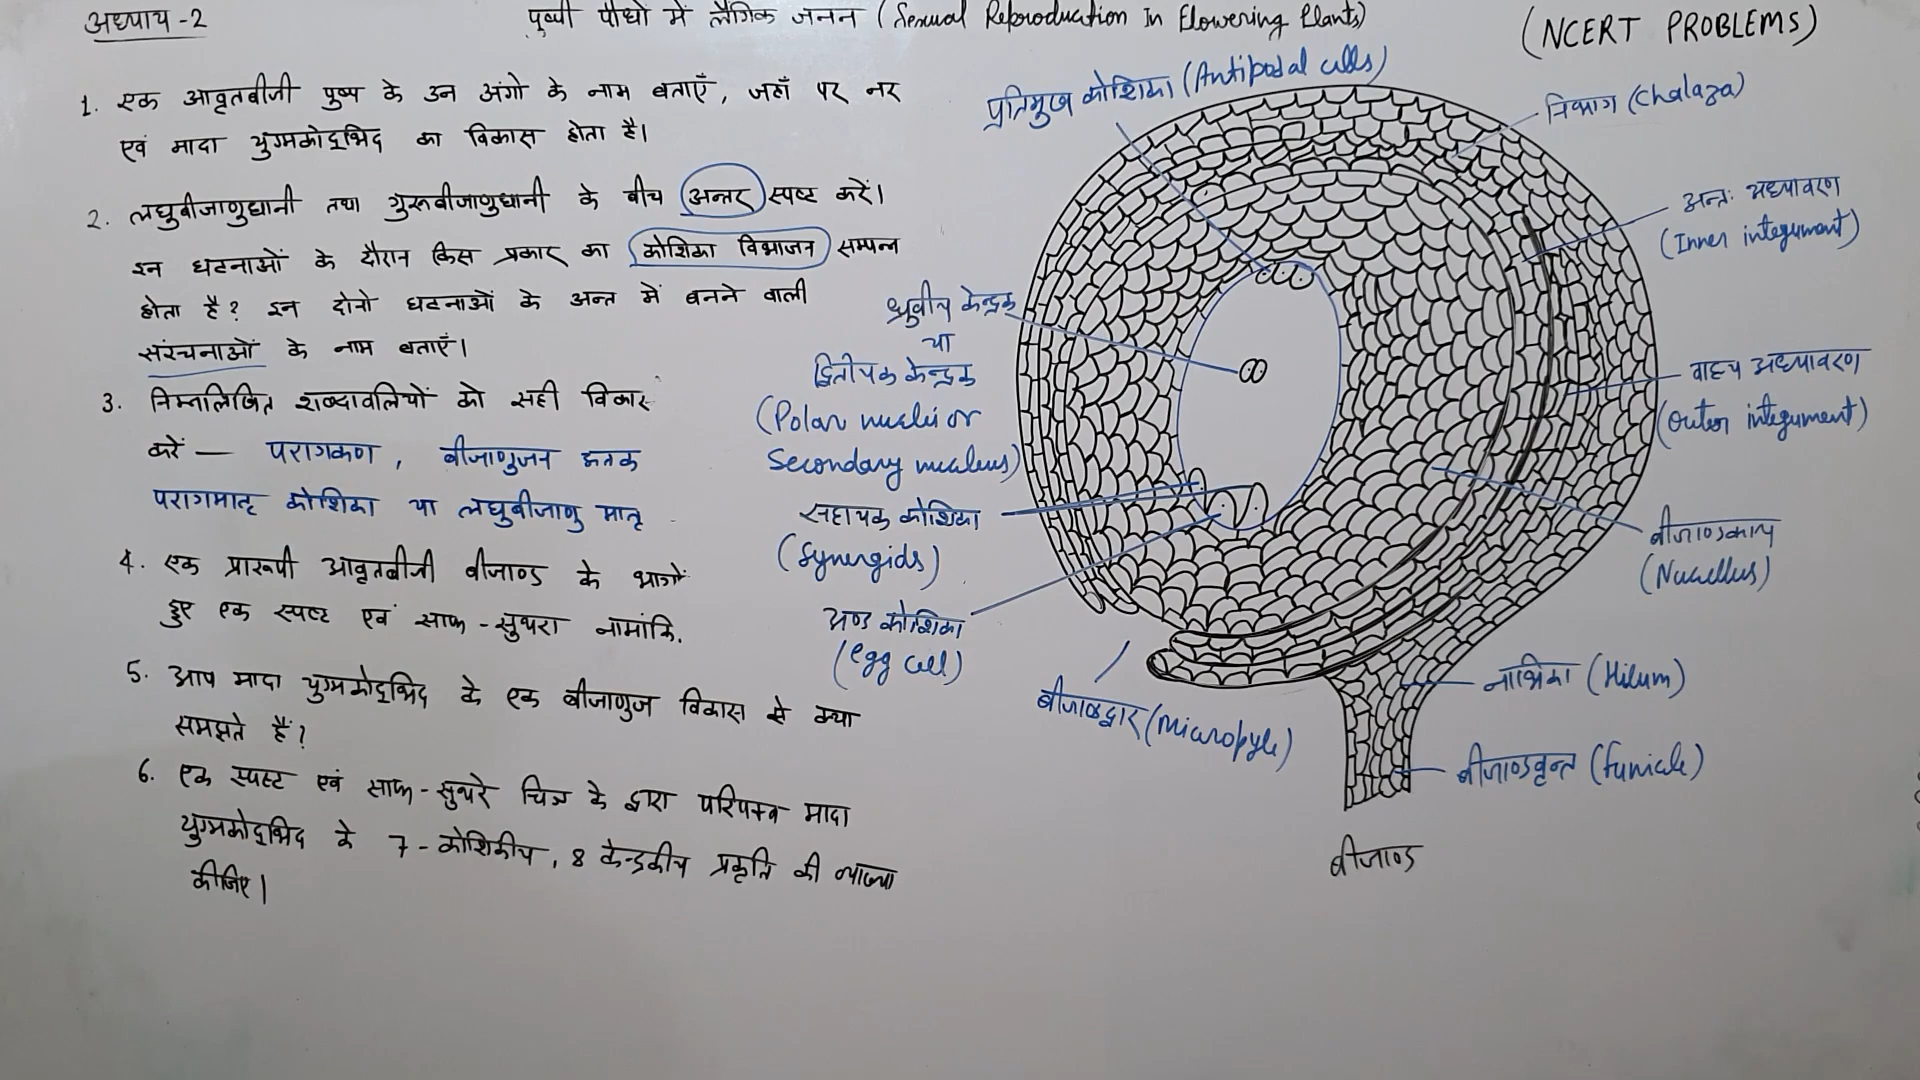 अध्याय -2
पुष्पी पौधों में लैंगिक जनन (Sexual Reproduction In Flowering Plants)
(NCERT PROBLEMS)
1. एक आवृतबीजी पुष्प के उन अंगो के नाम बताएँ, जहाँ पर नर
एवं मादा युग्मकोद्भिद का विकास होता है।
2. लघुबीजाणुधानी तथा गुरूबीजाणुधानी के बीच अन्तर स्पष्ट करें।
इन घटनाओं के दौरान किस प्रकार का कोशिका विभाजन सम्पन्न
होता है? इन दोनो घटनाओं के अन्त में बनने वाली
संरचनाओं के नाम बताएँ।
3. निम्नलिखित शब्दावलियों को सही विकास
करें — परागकण, बीजाणुजन ऊतक
परागमातृ कोशिका या लघुबीजाणु मातृ
4. एक प्रारूपी आवृतबीजी बीजाण्ड के भागों
हुए एक स्पष्ट एवं साफ-सुथरा नामांकि
5. आप मादा युग्मकोद्भिद के एक बीजाणुज विकास से क्या
समझते हैं?
6. एक स्पष्ट एवं साफ-सुथरे चित्र के द्वारा परिपक्व मादा
युग्मकोद्भिद के 7-कोशिकीय, 8 केन्द्रकीय प्रकृति की व्याख्या
कीजिए।
प्रतिमुख कोशिका (Antipodal cells)
निभाग (Chalaza)
अन्तः अध्यावरण
(Inner integument)
ध्रुवीय केन्द्रक
या
द्वितीयक केन्द्रक
(Polar nuclei or
Secondary nucleus)
वाह्य अध्यावरण
(Outer integument)
सहायक कोशिका
(Synergids)
बीजाण्डकाय
(Nucellus)
अण्ड कोशिका
(egg cell)
बीजाण्डद्वार (micropyle)
नाभिका (Hilum)
बीजाण्डवृन्त (funicle)
बीजाण्ड